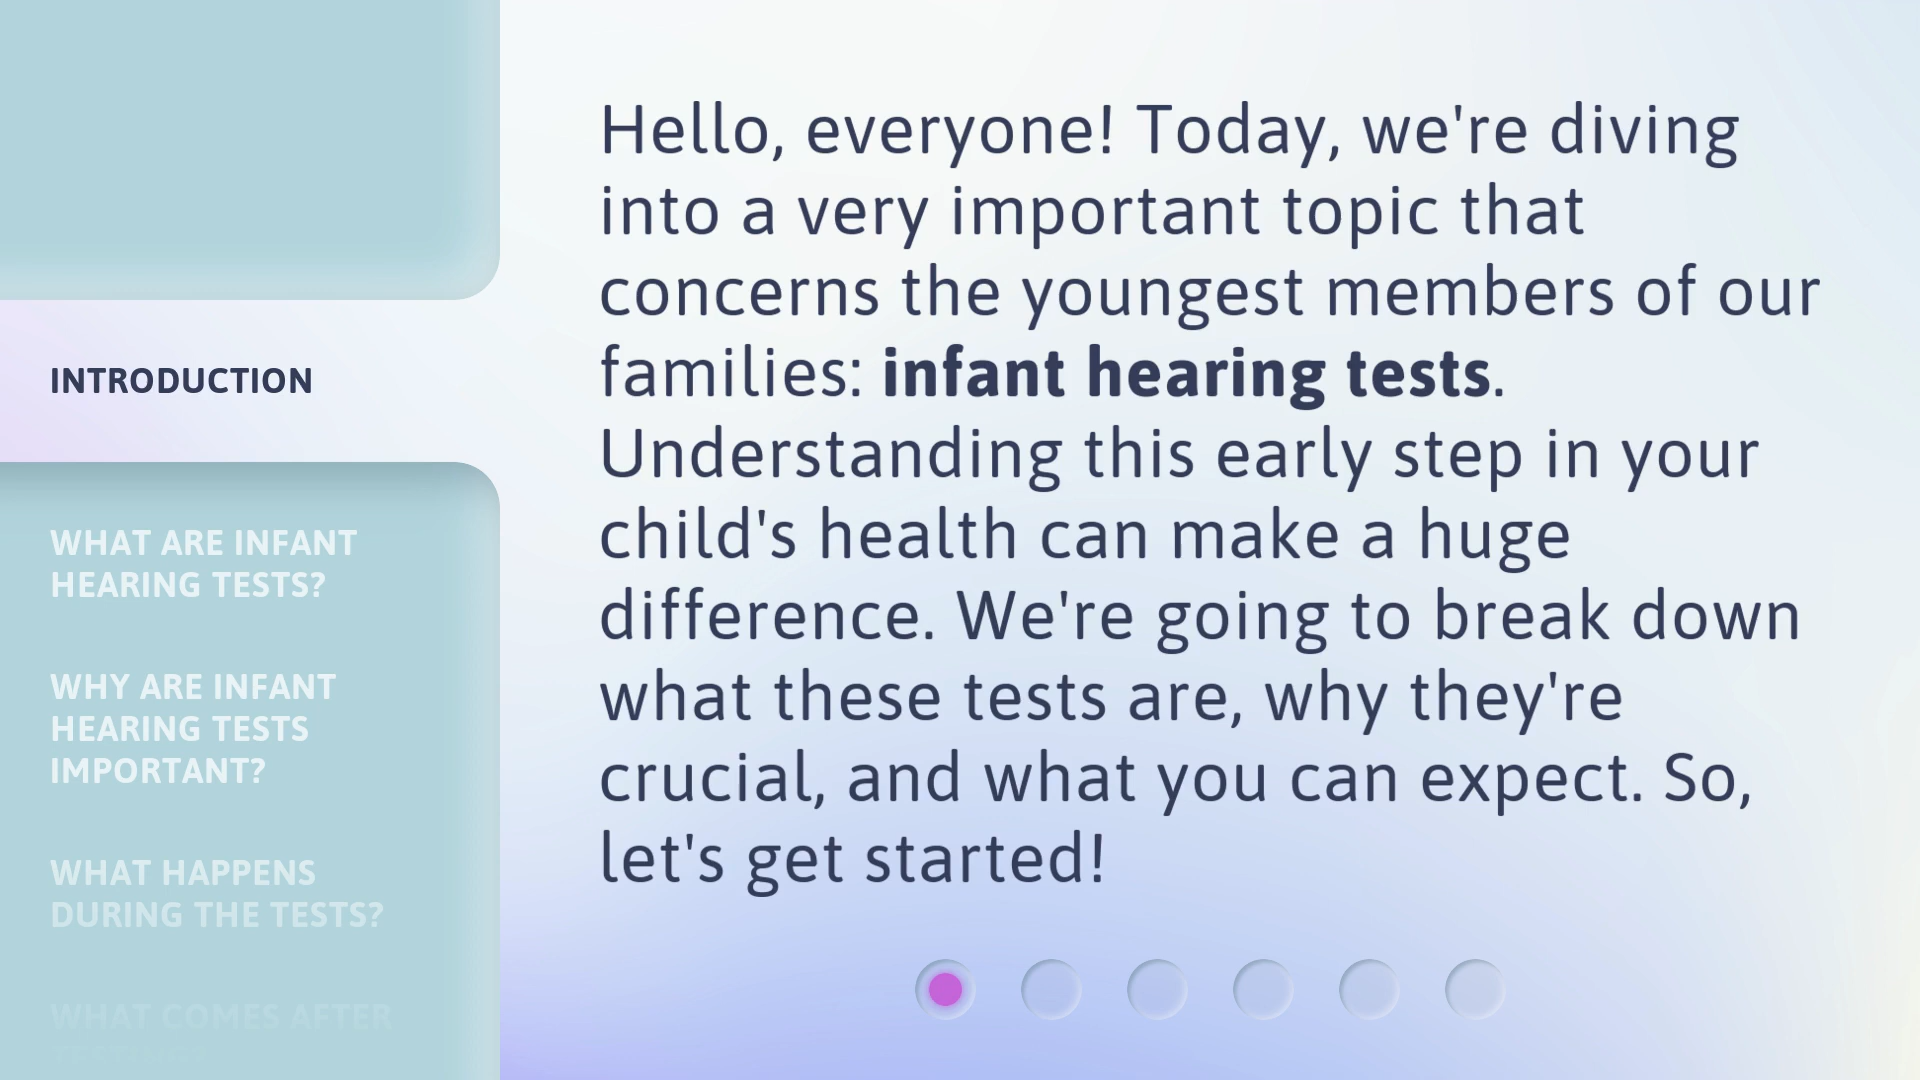 INTRODUCTION
WHAT ARE INFANT
HEARING TESTS?
WHY ARE INFANT
HEARING TESTS
IMPORTANT?
WHAT HAPPENS
DURING THE TESTS?
WHAT COMES AFTER
TESTING?
Hello, everyone! Today, we're diving
into a very important topic that
concerns the youngest members of our
families: infant hearing tests.
Understanding this early step in your
child's health can make a huge
difference. We're going to break down
what these tests are, why they're
crucial, and what you can expect. So,
let's get started!